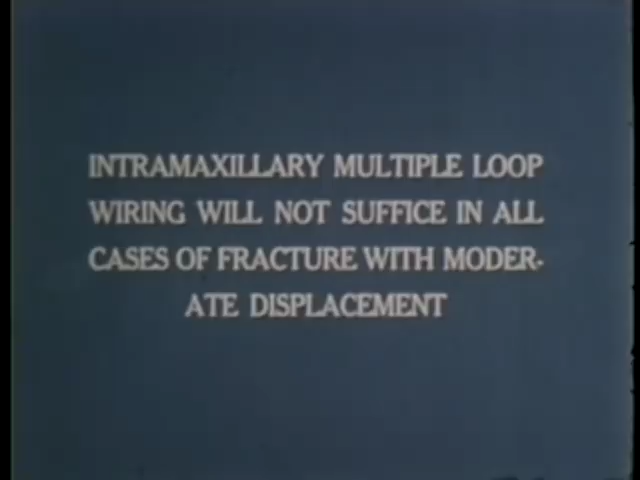 INTRAMAXILLARY MULTIPLE LOOP
WIRING WILL NOT SUFFICE IN ALL
CASES OF FRACTURE WITH MODER-
ATE DISPLACEMENT